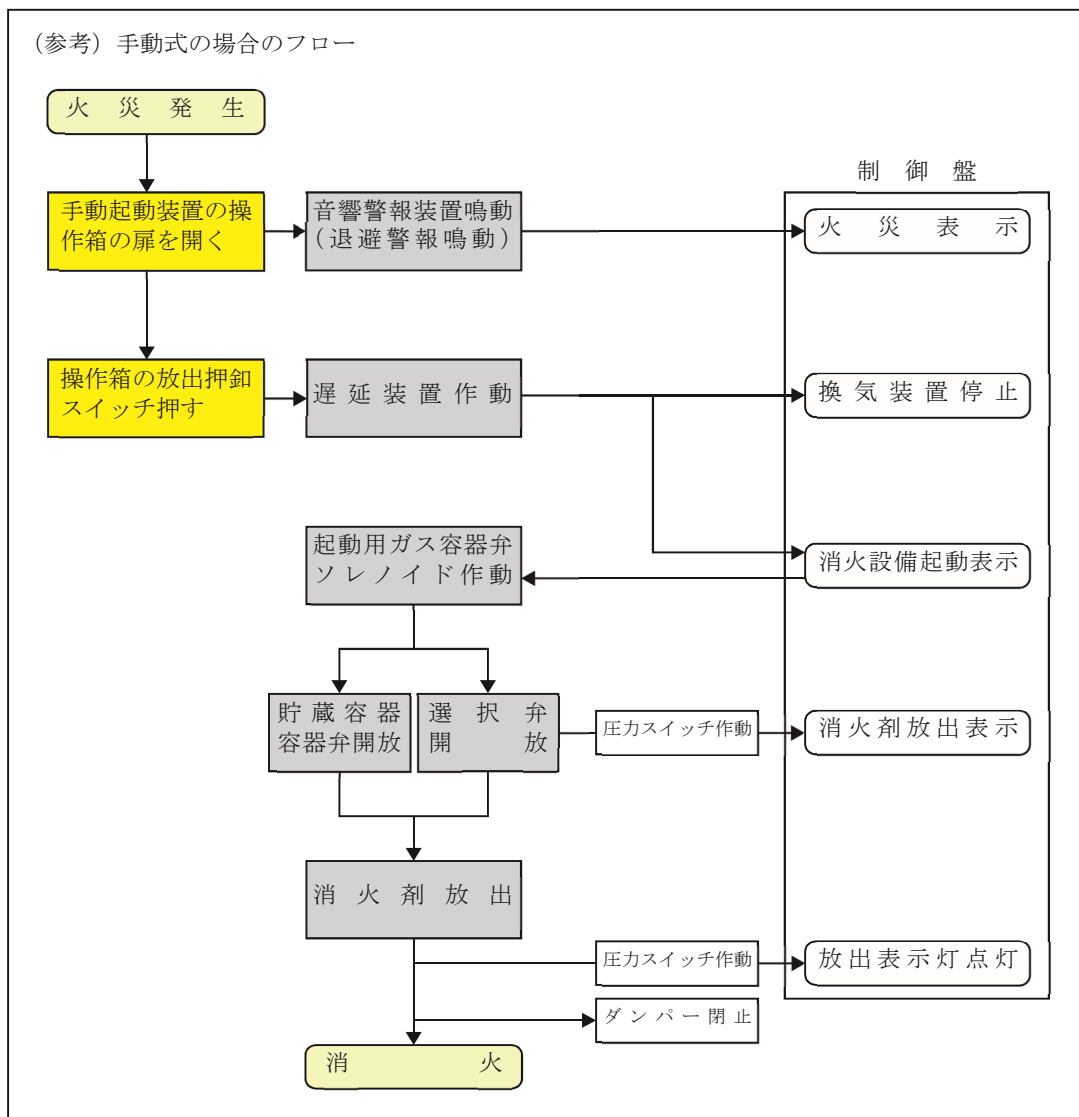 （参考）手動式の場合のフロー
火災発生
制御盤
手動起動装置の操
作箱の扉を開く
音響警報装置鳴動
（退避警報鳴動）
火災表示
操作箱の放出押釦
スイッチ押す
遅延装置作動
換気装置停止
起動用ガス容器弁
ソレノイド作動
消火設備起動表示
貯蔵容器
容器弁開放
選択弁
開放
圧力スイッチ作動
消火剤放出表示
消火剤放出
圧力スイッチ作動
放出表示灯点灯
ダンパー閉止
消火